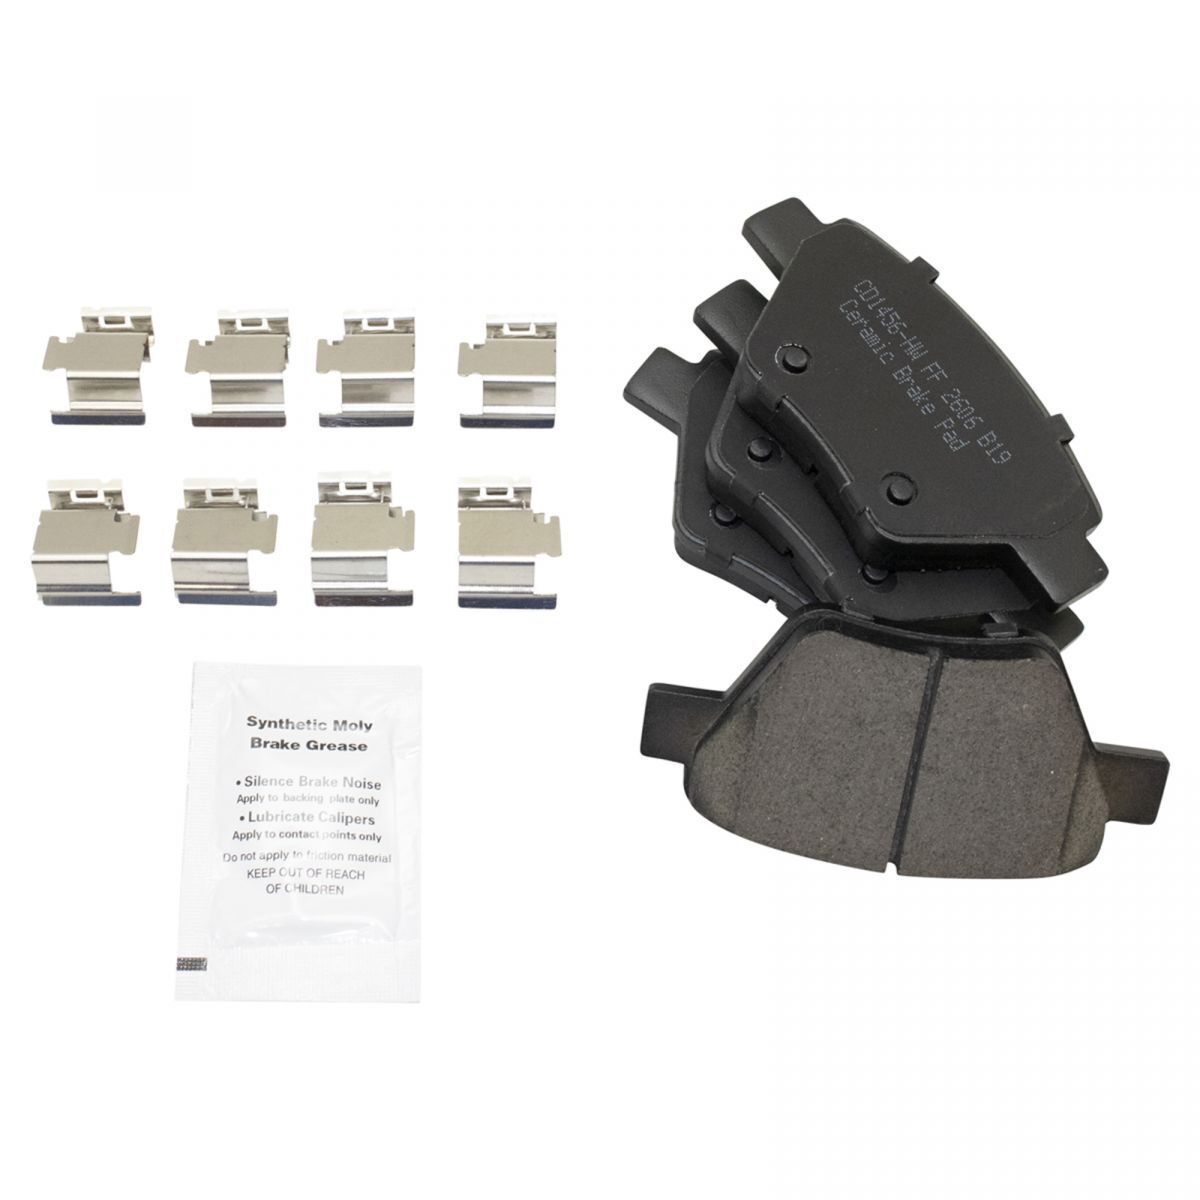 CD1456-HW FF 2606 B19
Ceramic Brake Pad
Synthetic Moly
Brake Grease
• Silence Brake Noise
Apply to backing plate only
• Lubricate Calipers
Apply to contact points only
Do not apply to friction material
KEEP OUT OF REACH
OF CHILDREN